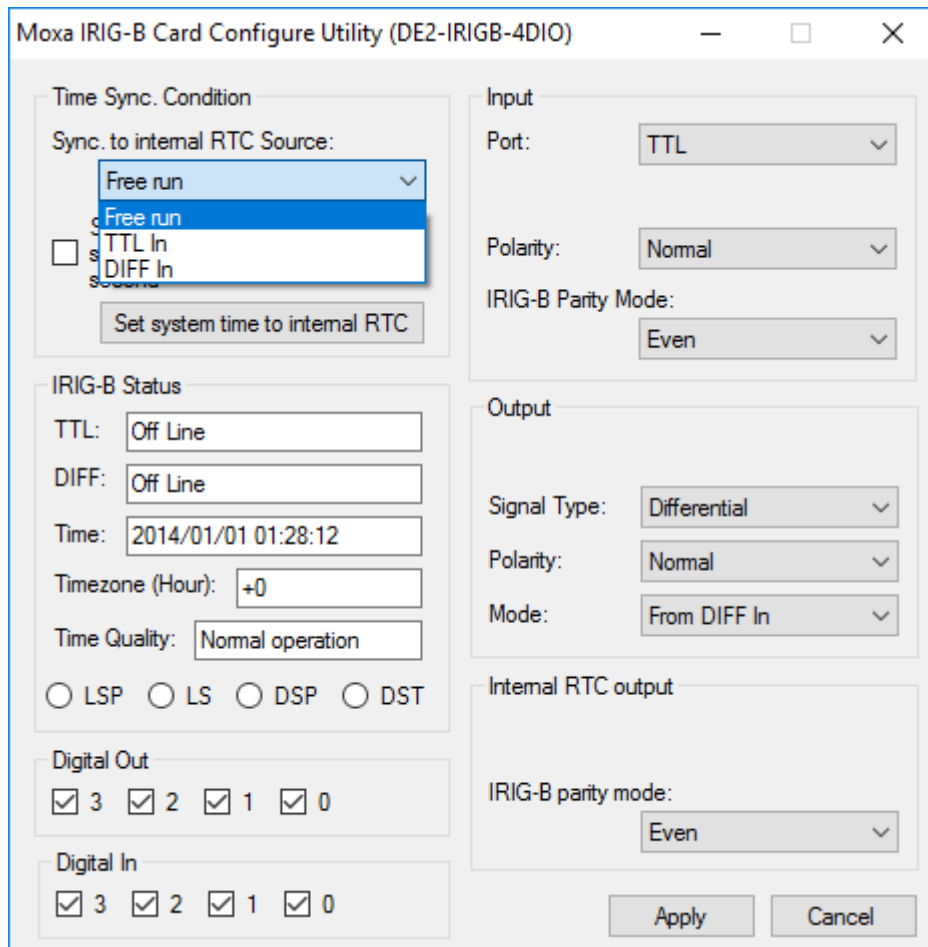 Moxa IRIG-B Card Configure Utility (DE2-IRIGB-4DIO)
Time Sync. Condition
Sync. to internal RTC Source:
Free run
Free run
TTL In
DIFF In
second
Set system time to internal RTC
IRIG-B Status
TTL: Off Line
DIFF: Off Line
Time: 2014/01/01 01:28:12
Timezone (Hour): +0
Time Quality: Normal operation
LSP LS DSP DST
Digital Out
3 2 1 0
Digital In
3 2 1 0
Input
Port: TTL
Polarity: Normal
IRIG-B Parity Mode:
Even
Output
Signal Type: Differential
Polarity: Normal
Mode: From DIFF In
Internal RTC output
IRIG-B parity mode:
Even
Apply Cancel